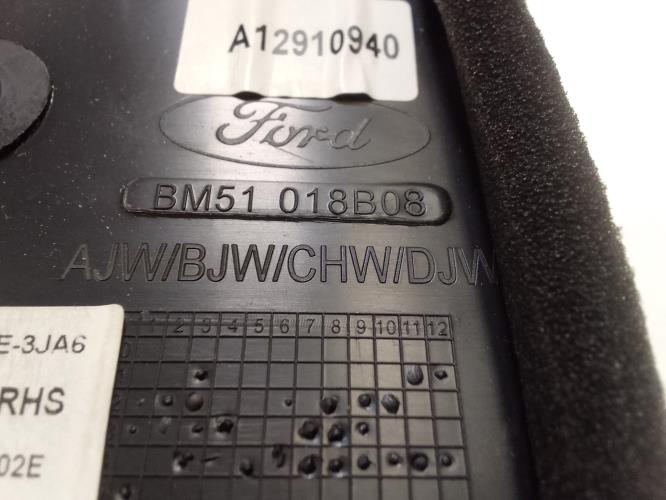 A12910940
Ford
BM51 018B08
AJW/BJW/CHW/DJW
1 2 3 4 5 6 7 8 9 10 11 12
E-3JA6
RHS
02E